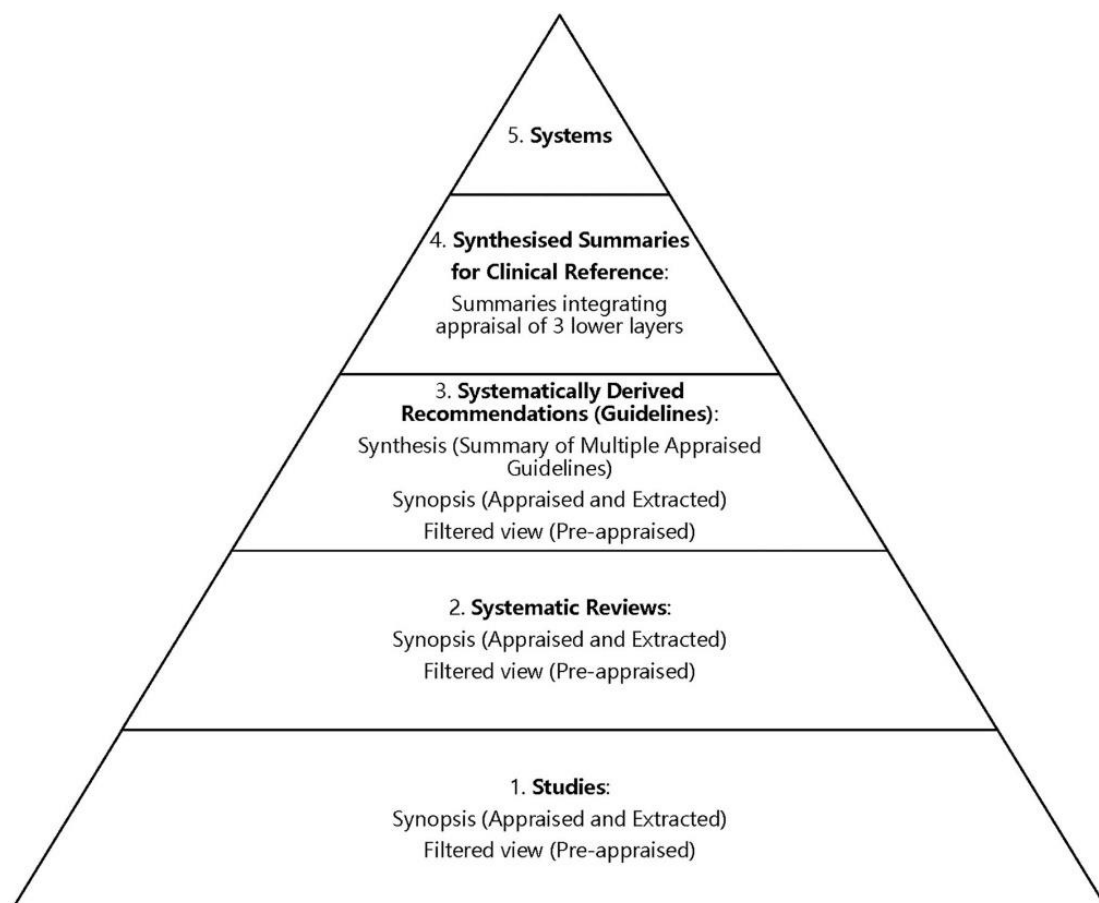 5. Systems
4. Synthesised Summaries
for Clinical Reference:
Summaries integrating
appraisal of 3 lower layers
3. Systematically Derived
Recommendations (Guidelines):
Synthesis (Summary of Multiple Appraised
Guidelines)
Synopsis (Appraised and Extracted)
Filtered view (Pre-appraised)
2. Systematic Reviews:
Synopsis (Appraised and Extracted)
Filtered view (Pre-appraised)
1. Studies:
Synopsis (Appraised and Extracted)
Filtered view (Pre-appraised)